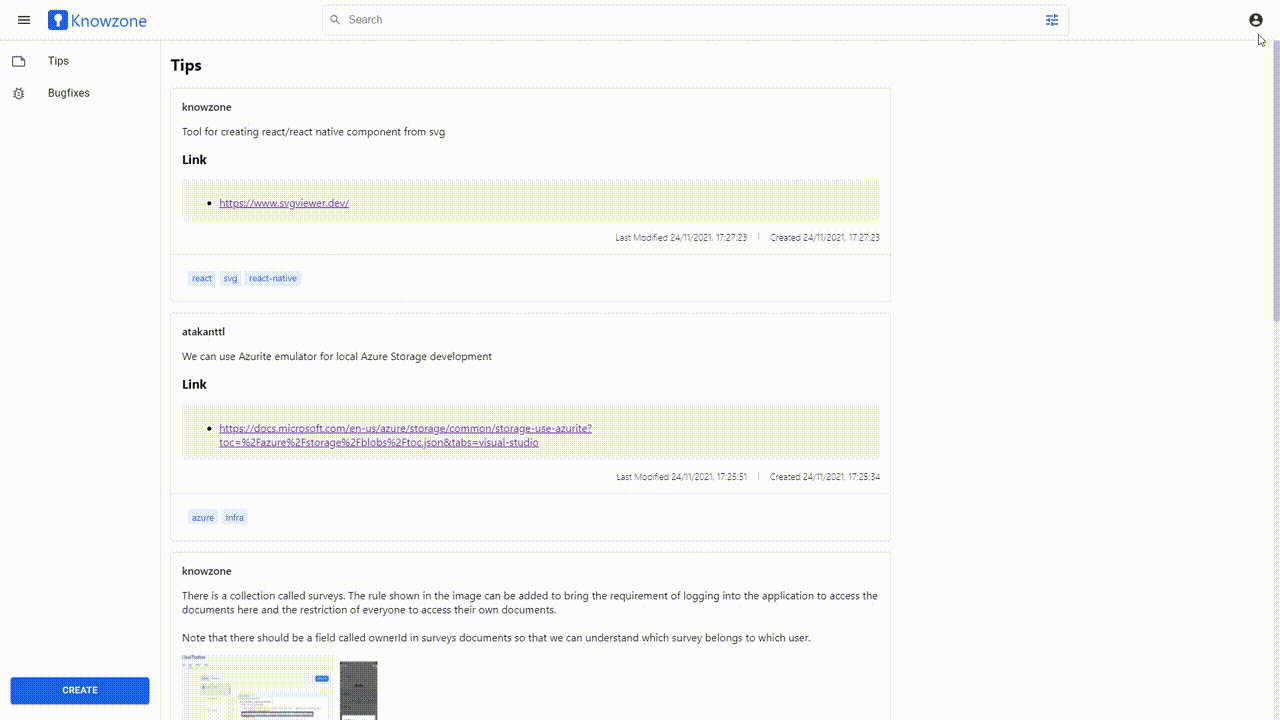 Knowzone
Search
Tips
Bugfixes
CREATE
Tips
knowzone
Tool for creating react/react native component from svg
Link
https://www.svgviewer.dev/
Last Modified 24/11/2021, 17:27:23 | Created 24/11/2021, 17:27:23
react svg react-native
atakanttl
We can use Azurite emulator for local Azure Storage development
Link
https://docs.microsoft.com/en-us/azure/storage/common/storage-use-azurite?
toc=%2Fazure%2Fstorage%2Fblobs%2Ftoc.json&tabs=visual-studio
Last Modified 24/11/2021, 17:25:51 | Created 24/11/2021, 17:25:34
azure infra
knowzone
There is a collection called surveys. The rule shown in the image can be added to bring the requirement of logging into the application to access the
documents here and the restriction of everyone to access their own documents.
Note that there should be a field called ownerId in surveys documents so that we can understand which survey belongs to which user.